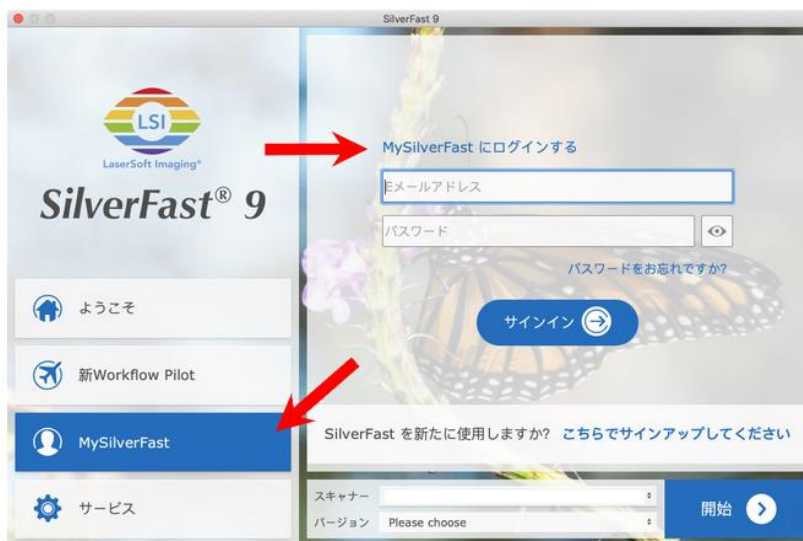 SilverFast 9
LSI
LaserSoft Imaging®
SilverFast® 9
ようこそ
新Workflow Pilot
MySilverFast
サービス
MySilverFast にログインする
Eメールアドレス
パスワード
パスワードをお忘れですか?
サインイン
SilverFast を新たに使用しますか? こちらでサインアップしてください
スキャナー
バージョン Please choose
開始